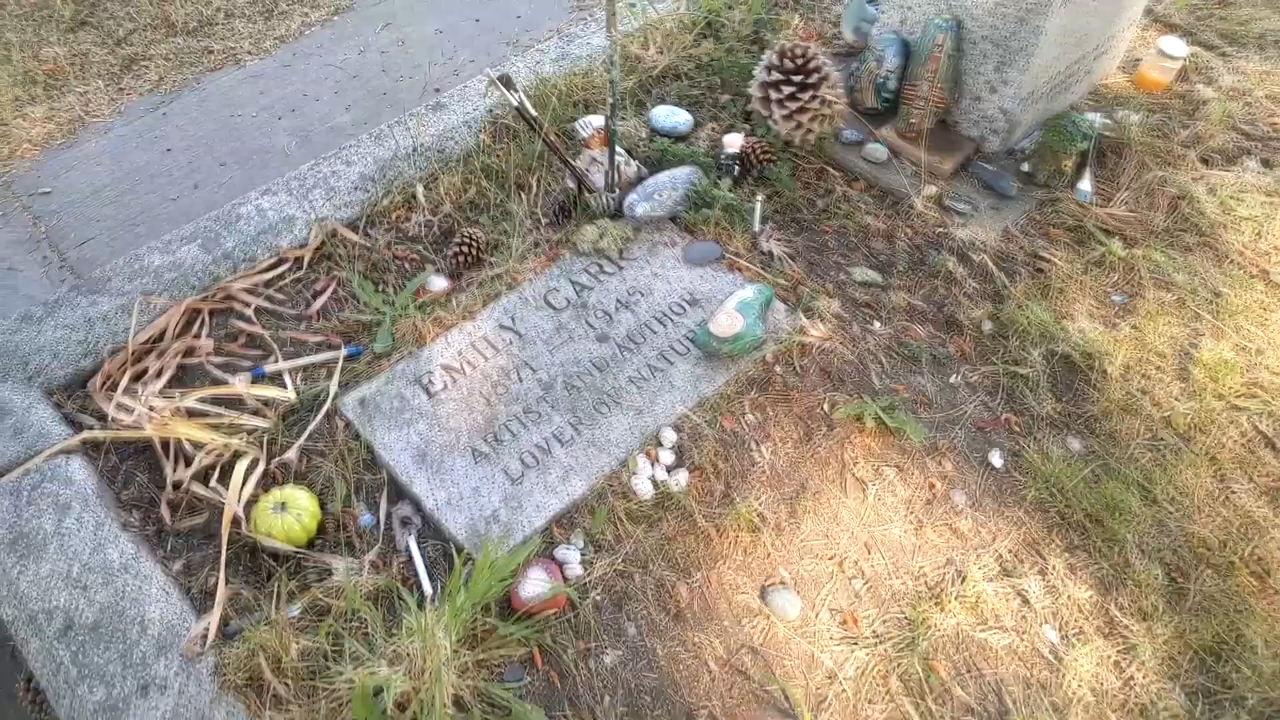 EMILY CARR
1871 — 1945
ARTIST AND AUTHOR
LOVER OF NATURE